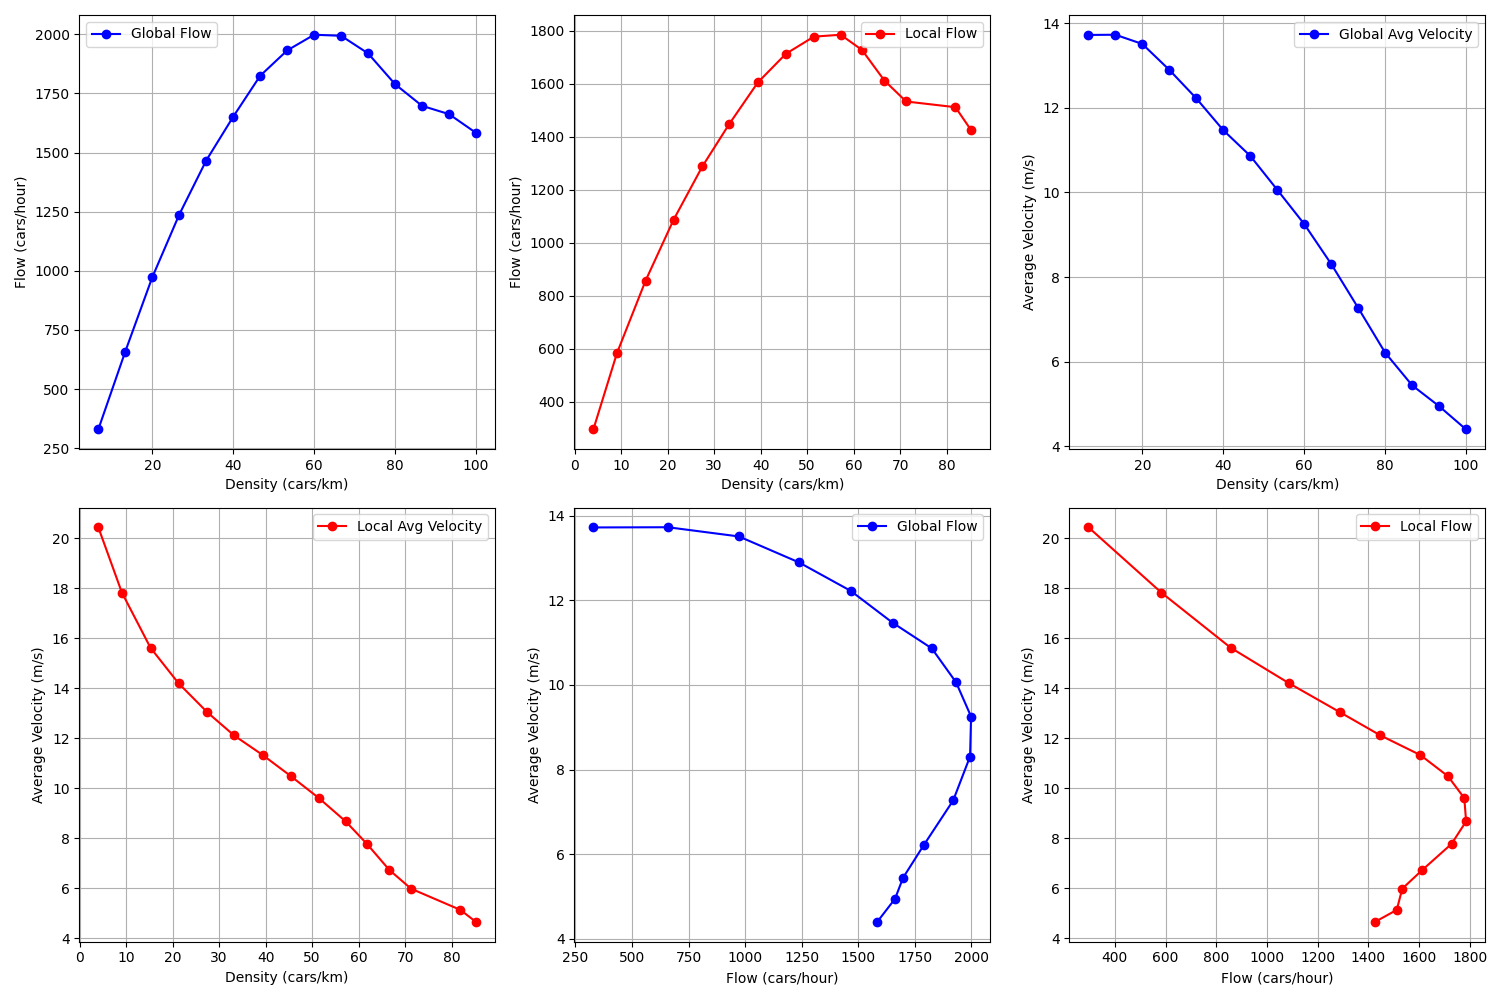 Global Flow
Flow (cars/hour)
2000
1750
1500
1250
1000
750
500
250
20 40 60 80 100
Density (cars/km)
Local Flow
Flow (cars/hour)
1800
1600
1400
1200
1000
800
600
400
0 10 20 30 40 50 60 70 80
Density (cars/km)
Global Avg Velocity
Average Velocity (m/s)
14
12
10
8
6
4
20 40 60 80 100
Density (cars/km)
Local Avg Velocity
Average Velocity (m/s)
20
18
16
14
12
10
8
6
4
0 10 20 30 40 50 60 70 80
Density (cars/km)
Global Flow
Average Velocity (m/s)
14
12
10
8
6
4
250 500 750 1000 1250 1500 1750 2000
Flow (cars/hour)
Local Flow
Average Velocity (m/s)
20
18
16
14
12
10
8
6
4
400 600 800 1000 1200 1400 1600 1800
Flow (cars/hour)